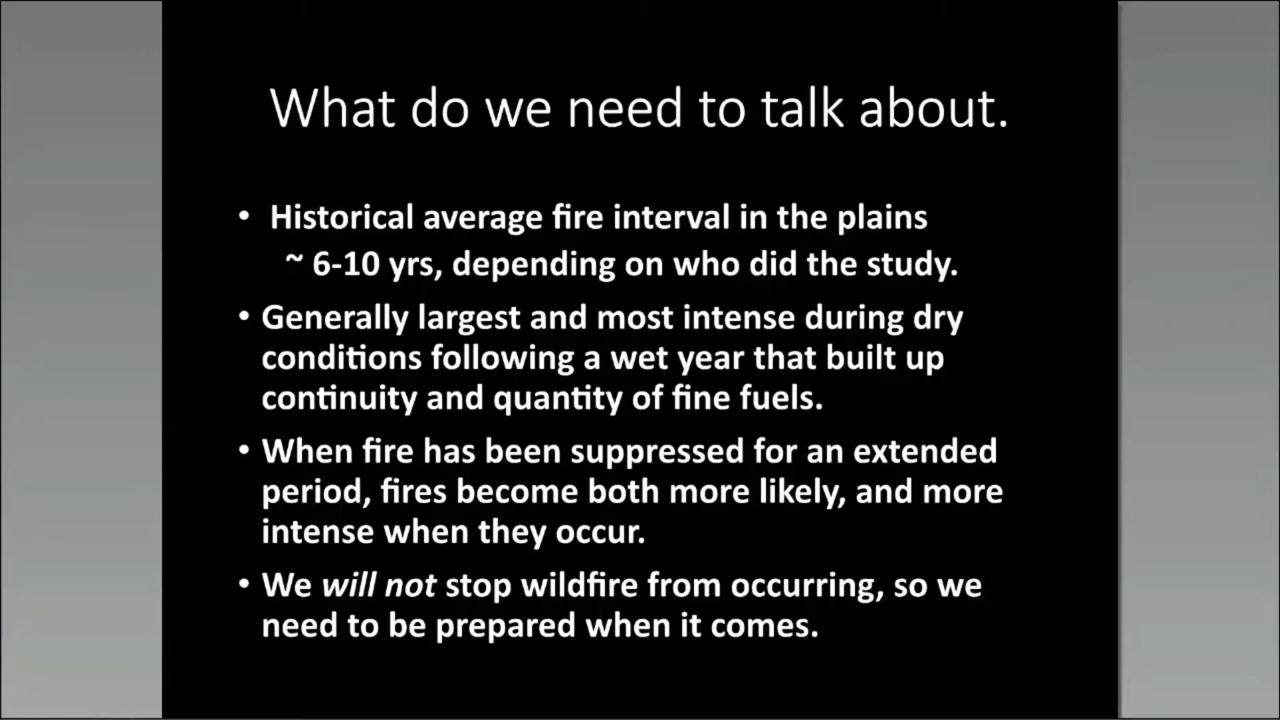 What do we need to talk about.
• Historical average fire interval in the plains
~ 6-10 yrs, depending on who did the study.
• Generally largest and most intense during dry
conditions following a wet year that built up
continuity and quantity of fine fuels.
• When fire has been suppressed for an extended
period, fires become both more likely, and more
intense when they occur.
• We will not stop wildfire from occurring, so we
need to be prepared when it comes.